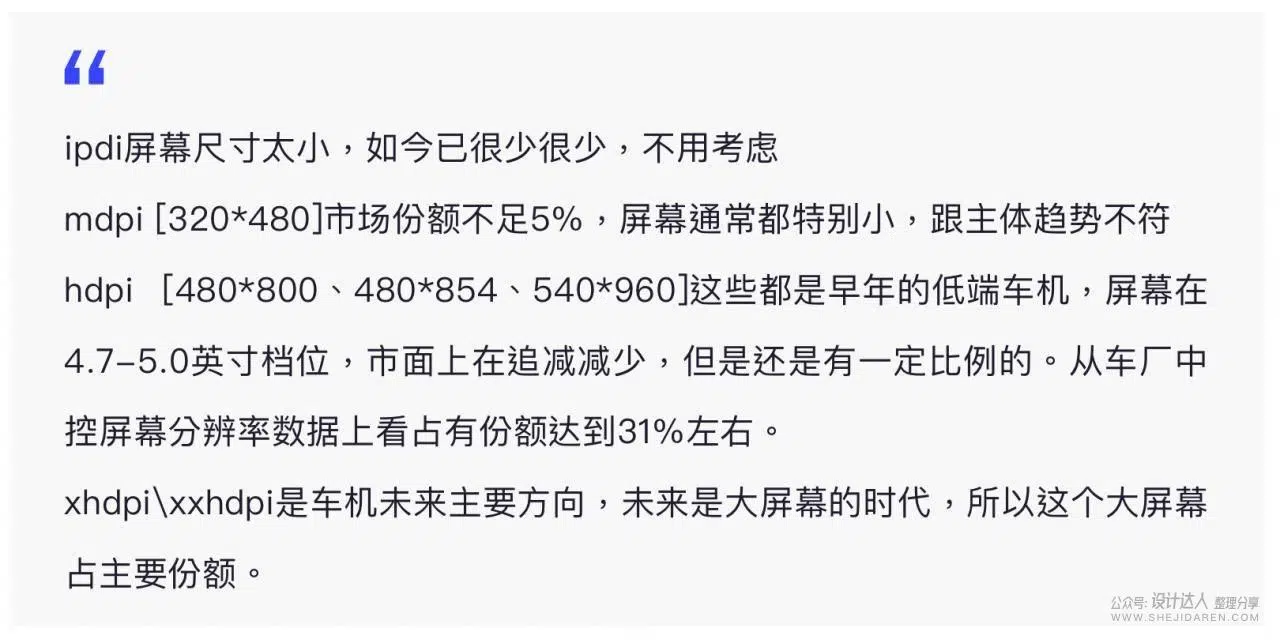 ipdi屏幕尺寸太小，如今已很少很少，不用考虑
mdpi [320*480]市场份额不足5%，屏幕通常都特别小，跟主体趋势不符
hdpi [480*800、480*854、540*960]这些都是早年的低端车机，屏幕在
4.7-5.0英寸档位，市面上在追减减少，但是还是有一定比例的。从车厂中
控屏幕分辨率数据上看占有份额达到31%左右。
xhdpi\xxhdpi是车机未来主要方向，未来是大屏幕的时代，所以这个大屏幕
占主要份额。
公众号: 设计达人 整理分享
WWW.SHEJIDAREN.COM